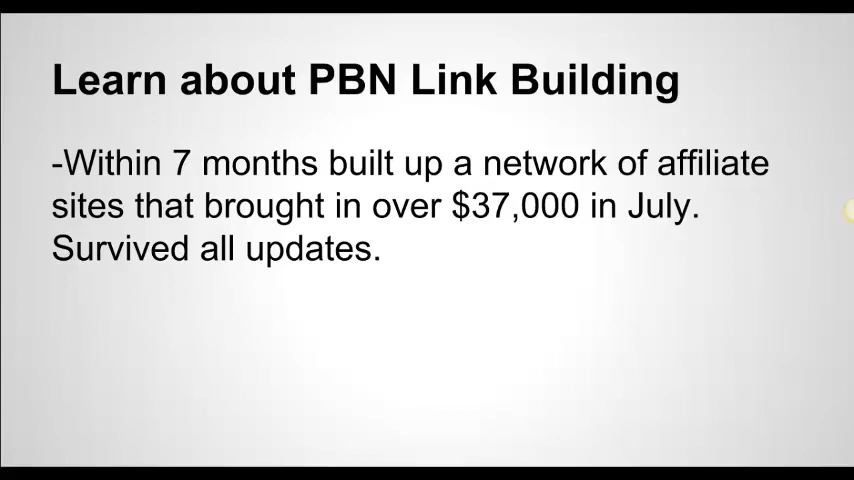 Learn about PBN Link Building
-Within 7 months built up a network of affiliate
sites that brought in over $37,000 in July.
Survived all updates.